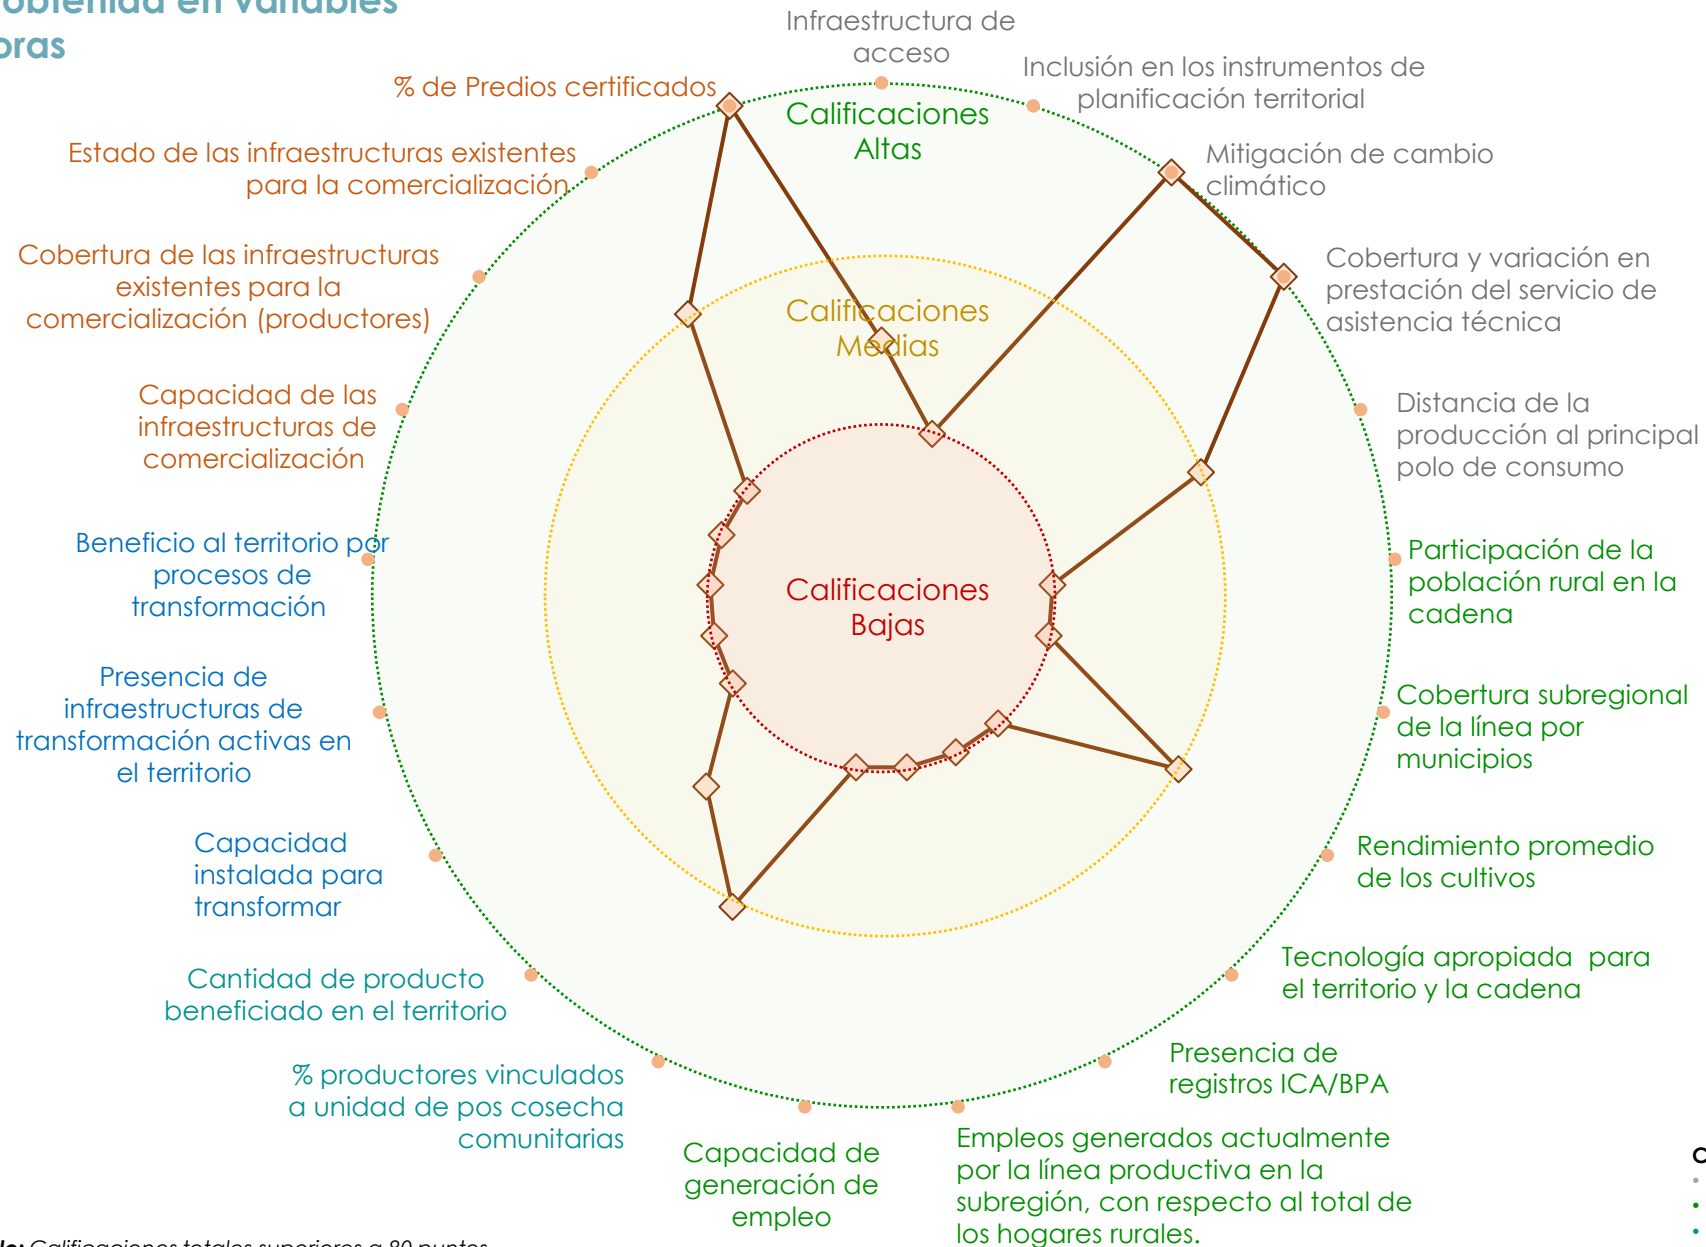 obtenida en variables
oras
Infraestructura de
acceso
Inclusión en los instrumentos de
planificación territorial
Mitigación de cambio
climático
Cobertura y variación en
prestación del servicio de
asistencia técnica
Distancia de la
producción al principal
polo de consumo
Participación de la
población rural en la
cadena
Cobertura subregional
de la línea por
municipios
Rendimiento promedio
de los cultivos
Tecnología apropiada para
el territorio y la cadena
Presencia de
registros ICA/BPA
Empleos generados actualmente
por la línea productiva en la
subregión, con respecto al total de
los hogares rurales.
Capacidad de
generación de
empleo
% productores vinculados
a unidad de pos cosecha
comunitarias
Cantidad de producto
beneficiado en el territorio
Capacidad
instalada para
transformar
Presencia de
infraestructuras de
transformación activas en
el territorio
Beneficio al territorio por
procesos de
transformación
Capacidad de las
infraestructuras de
comercialización
Cobertura de las infraestructuras
existentes para la
comercialización (productores)
Estado de las infraestructuras existentes
para la comercialización
% de Predios certificados
Calificaciones
Altas
Calificaciones
Medias
Calificaciones
Bajas
Calificaciones totales superiores a 80 puntos